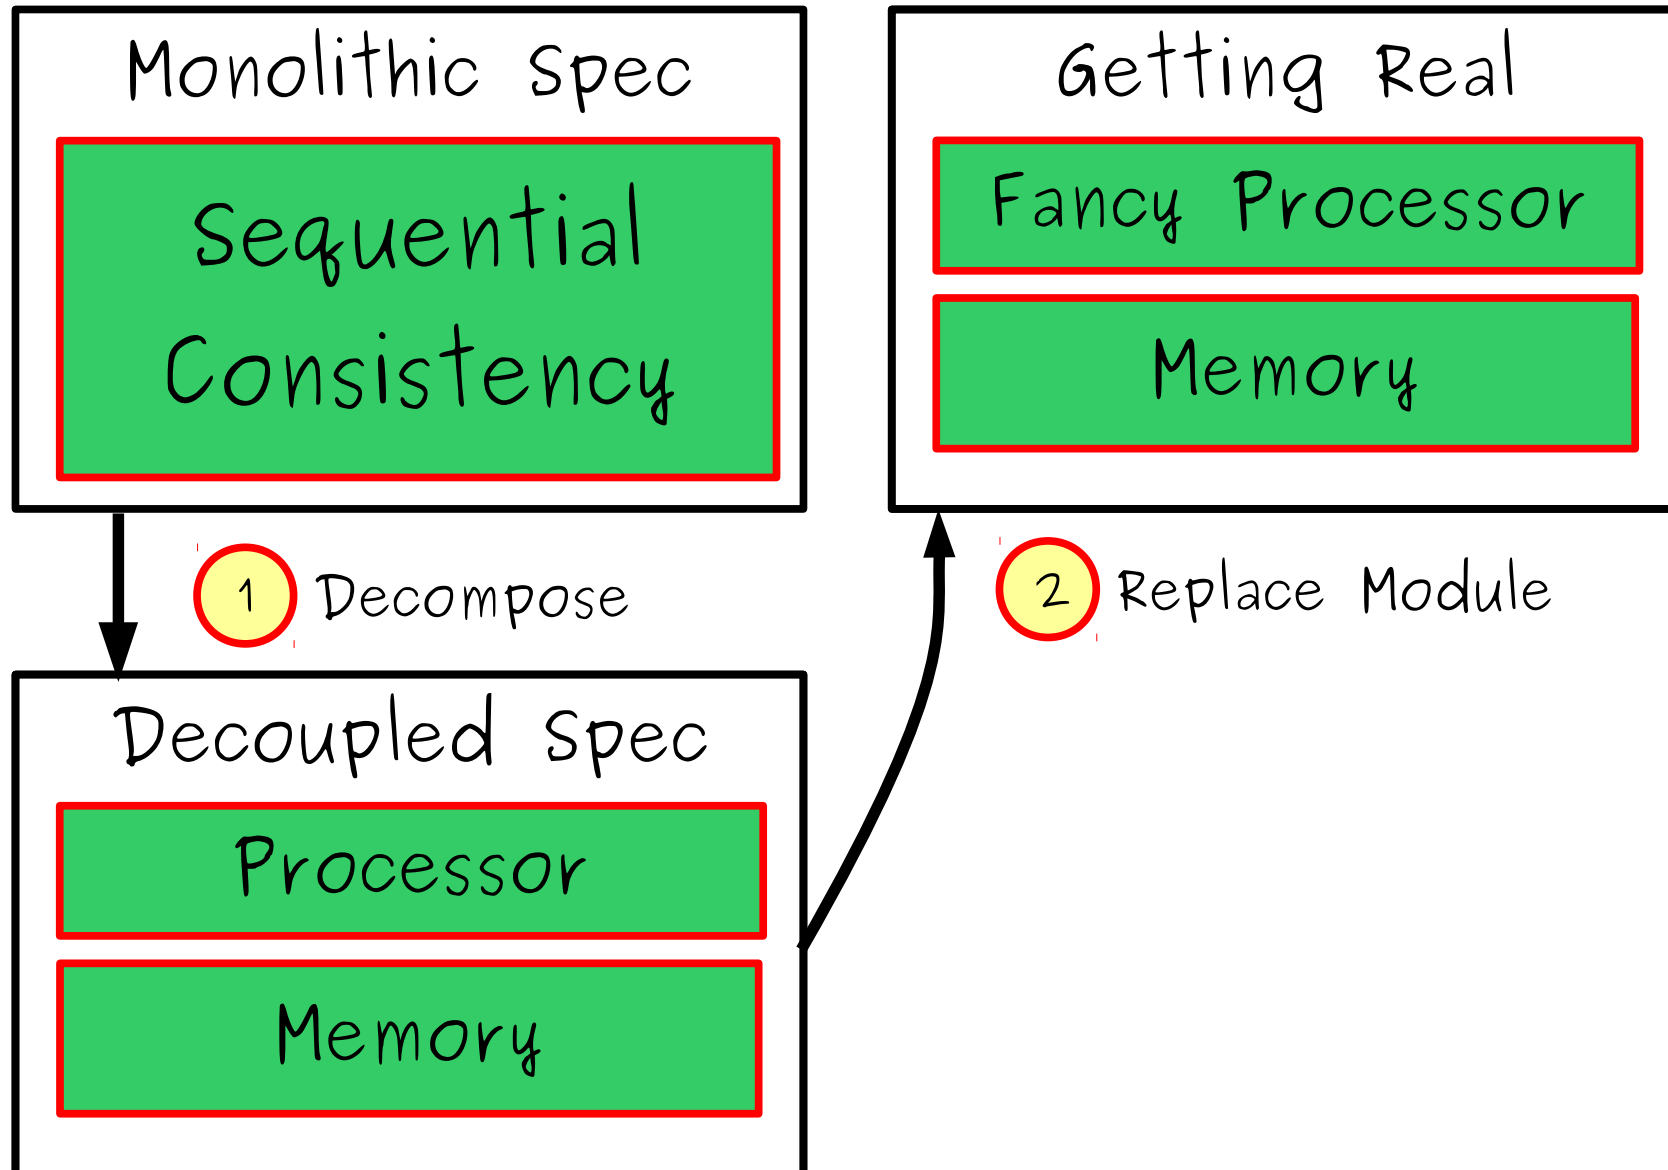 Monolithic Spec
Sequential
Consistency
1 Decompose
Decoupled Spec
Processor
Memory
Getting Real
Fancy Processor
Memory
2 Replace Module